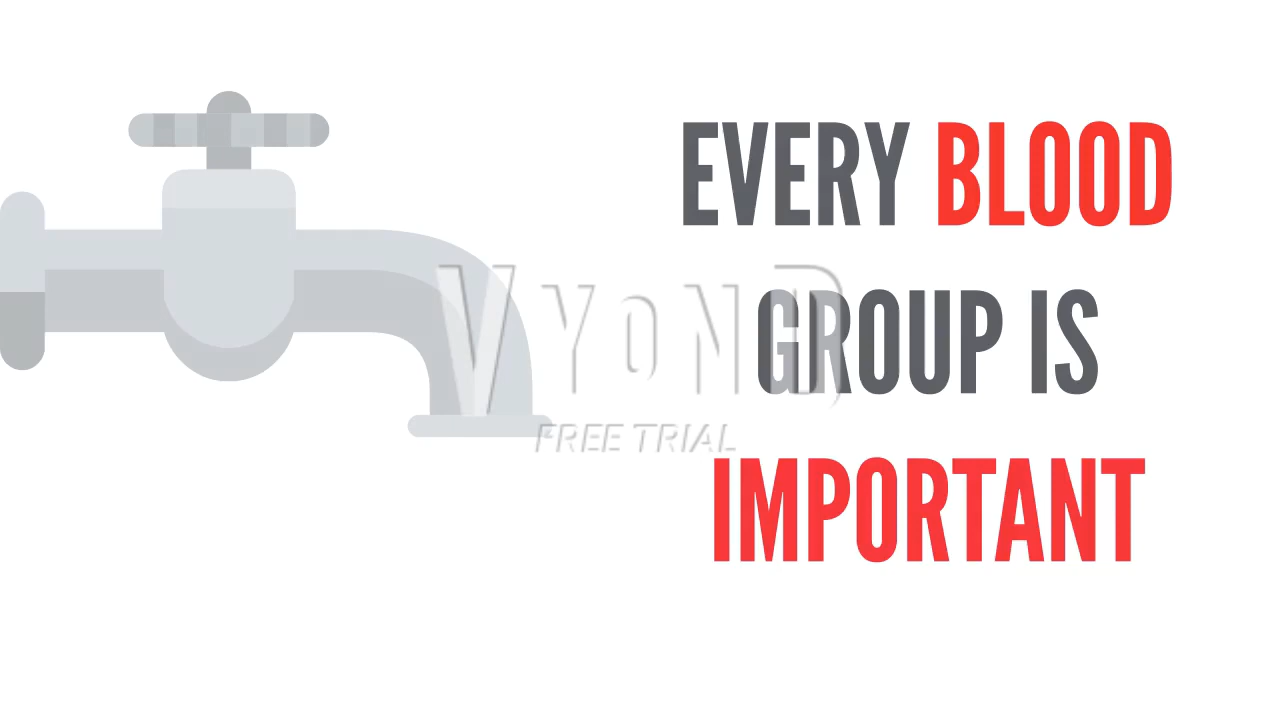 EVERY BLOOD
GROUP IS
IMPORTANT
VYOND
FREE TRIAL